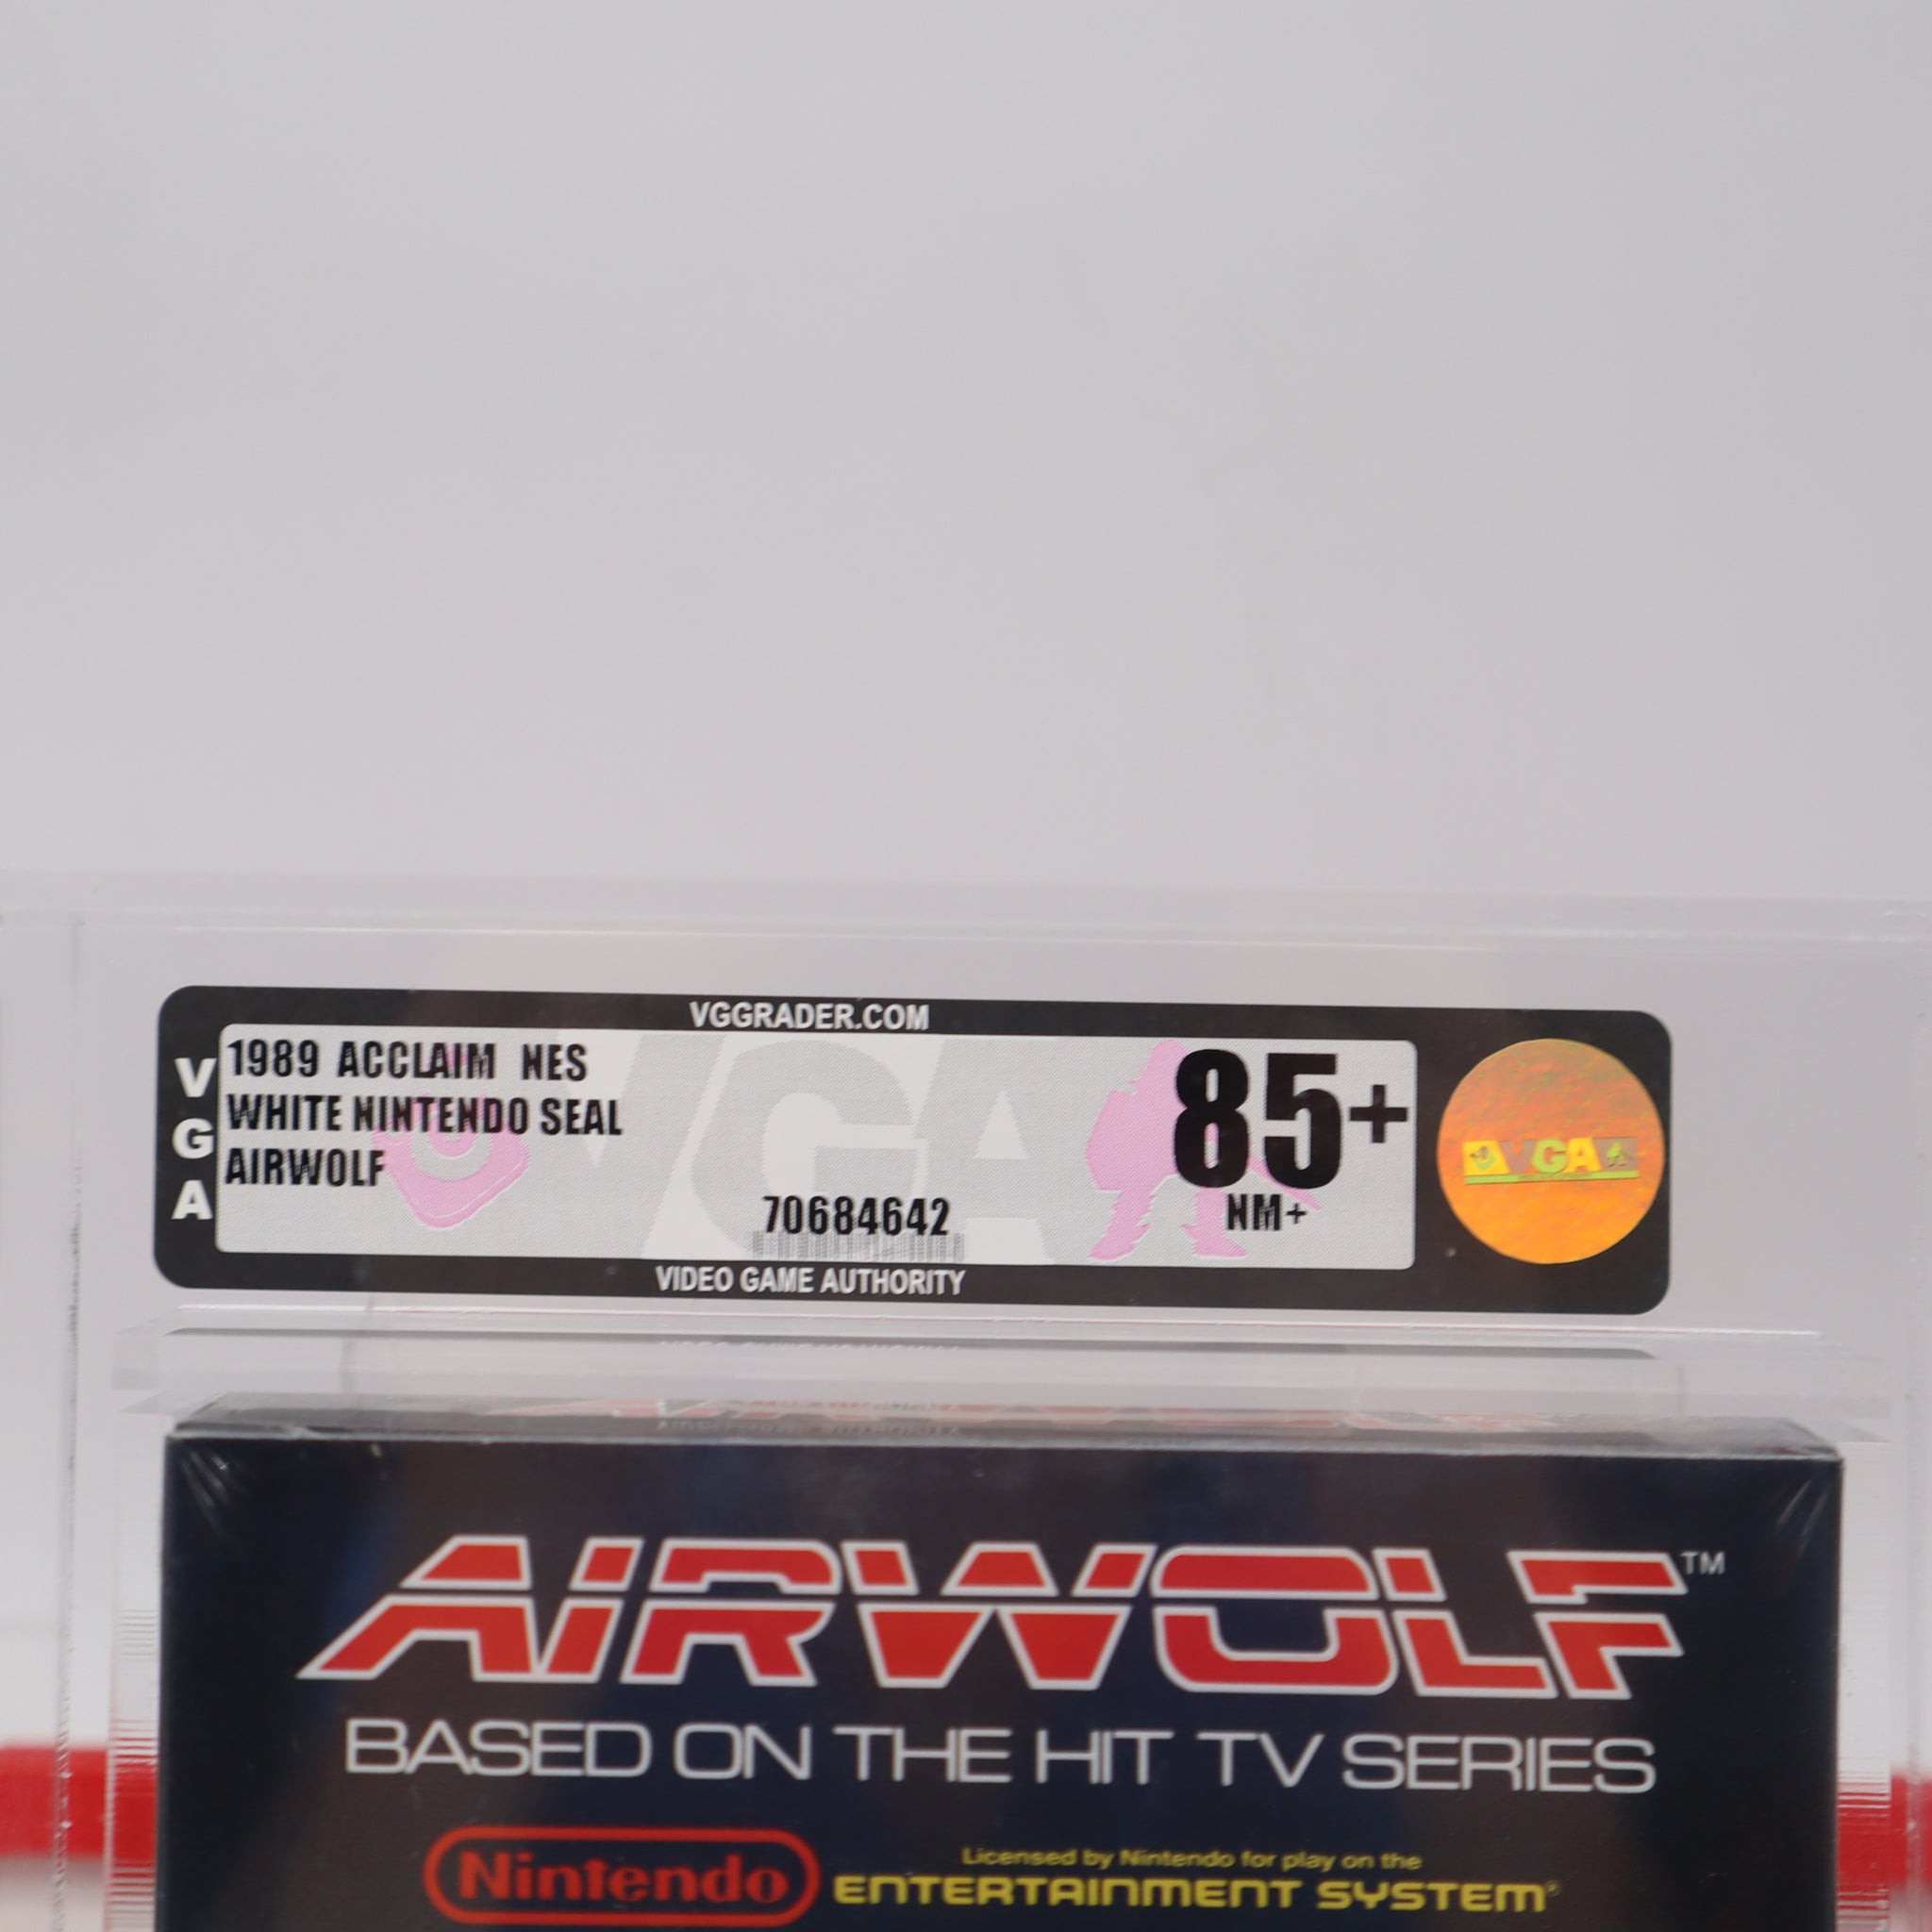 VGGRADER.COM
VGA
1989 ACCLAIM NES
WHITE NINTENDO SEAL
AIRWOLF
70684642
85+
NM+
VGA
VIDEO GAME AUTHORITY
AIRWOLF™
BASED ON THE HIT TV SERIES
Nintendo
Licensed by Nintendo for play on the
ENTERTAINMENT SYSTEM®